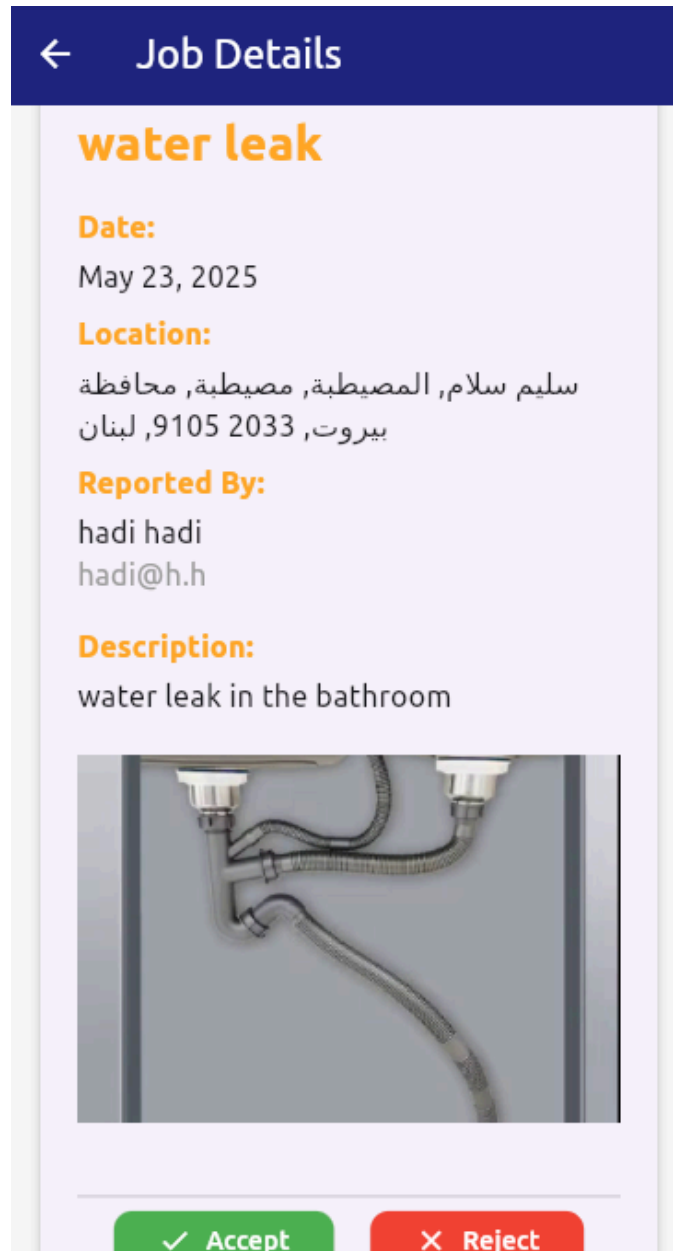 Job Details
water leak
Date:
May 23, 2025
Location:
سليم سلام, المصيطبة, مصيطبة, محافظة
بيروت, 2033 9105, لبنان
Reported By:
hadi hadi
hadi@h.h
Description:
water leak in the bathroom
Accept
Reject